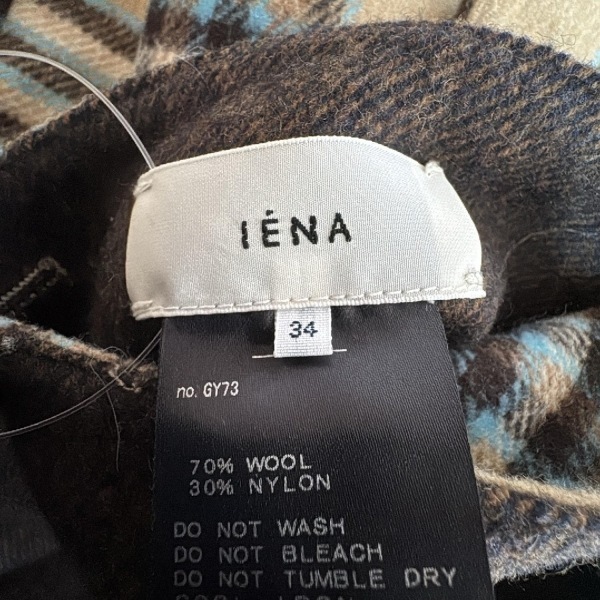 IÉNA
34
no. GY73
70% WOOL
30% NYLON
DO NOT WASH
DO NOT BLEACH
DO NOT TUMBLE DRY